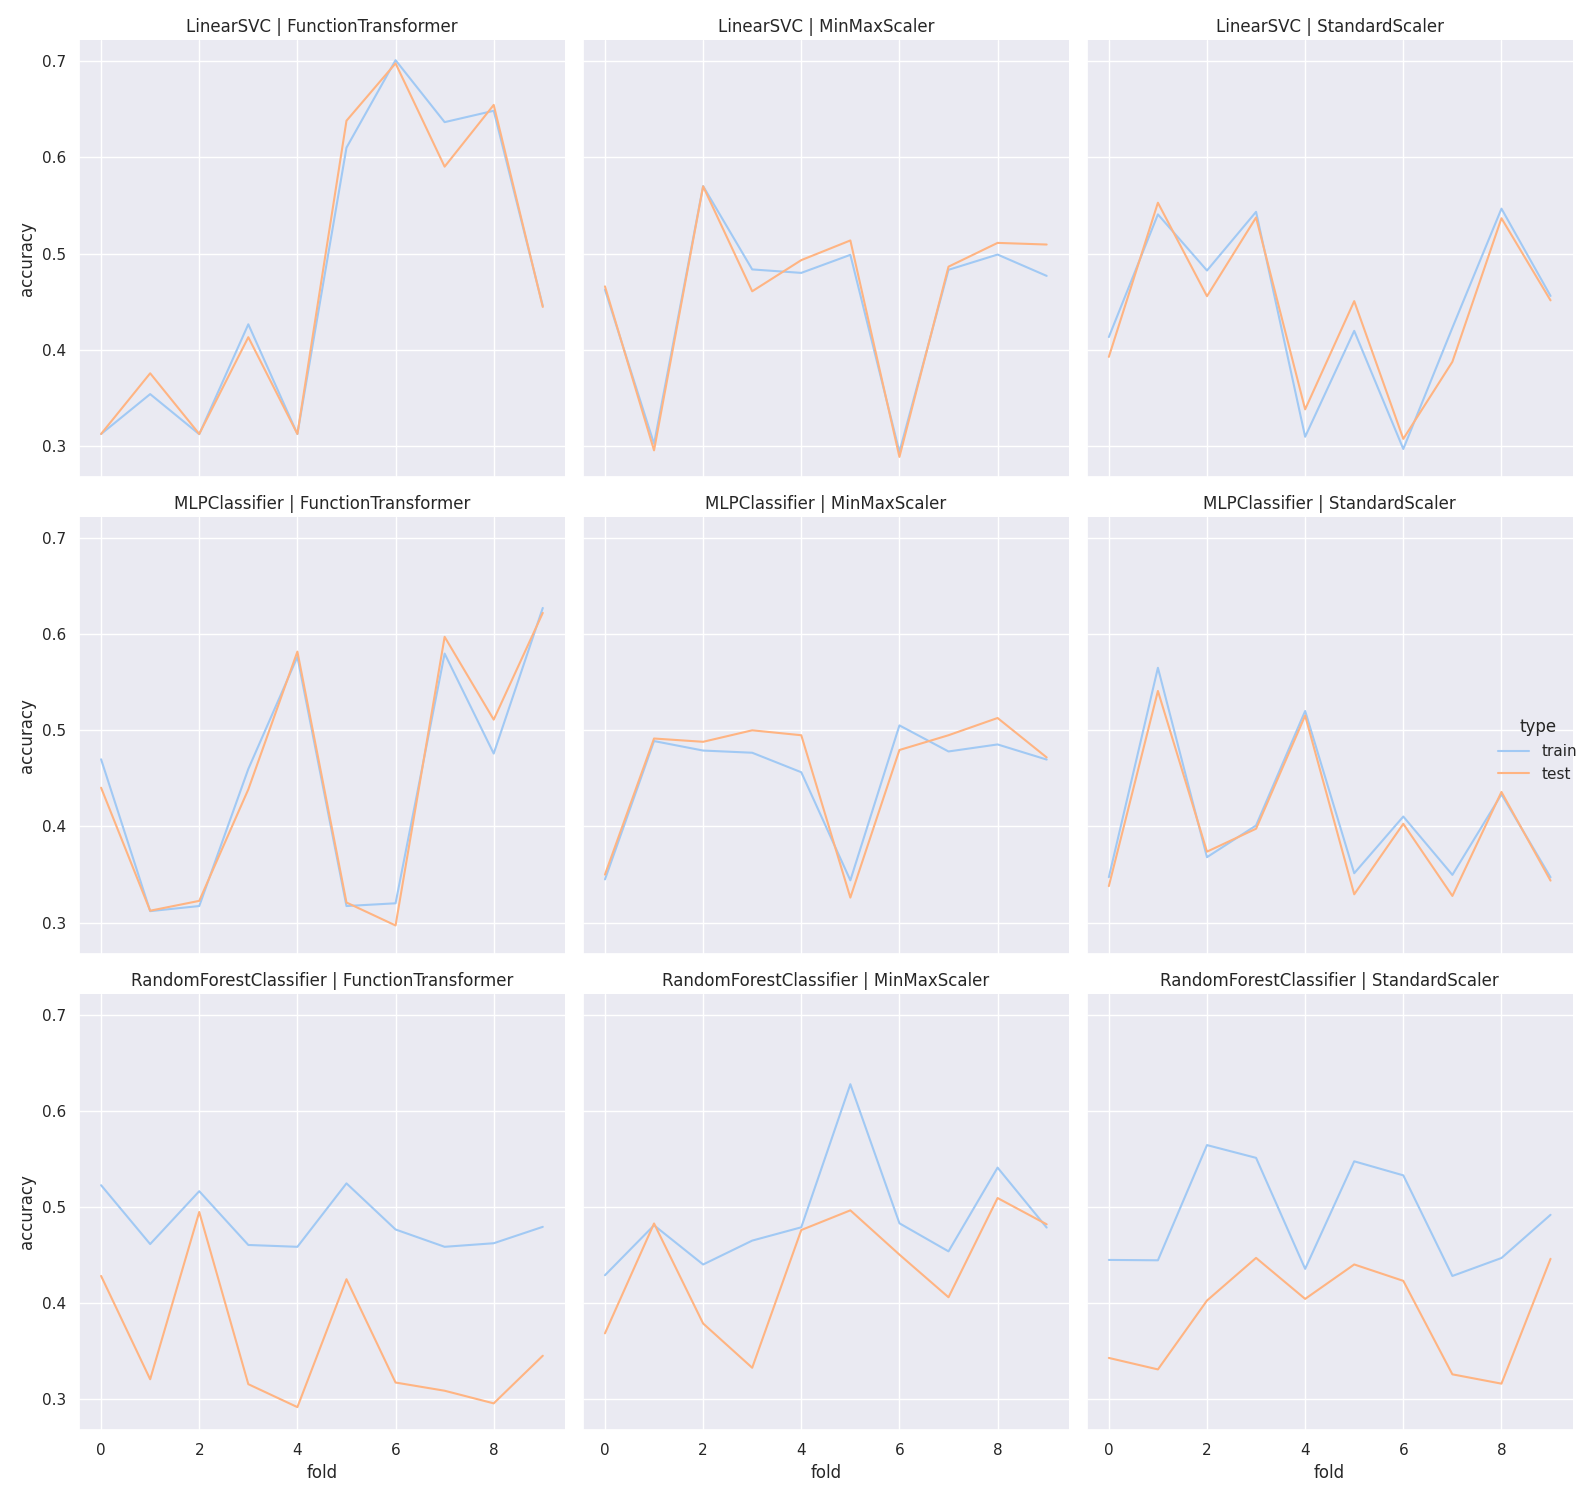 LinearSVC | FunctionTransformer
LinearSVC | MinMaxScaler
LinearSVC | StandardScaler
0.7
0.6
0.5
0.4
0.3
accuracy
MLPClassifier | FunctionTransformer
MLPClassifier | MinMaxScaler
MLPClassifier | StandardScaler
0.7
0.6
0.5
0.4
0.3
accuracy
type
train
test
RandomForestClassifier | FunctionTransformer
RandomForestClassifier | MinMaxScaler
RandomForestClassifier | StandardScaler
0.7
0.6
0.5
0.4
0.3
accuracy
0 2 4 6 8
0 2 4 6 8
0 2 4 6 8
fold
fold
fold